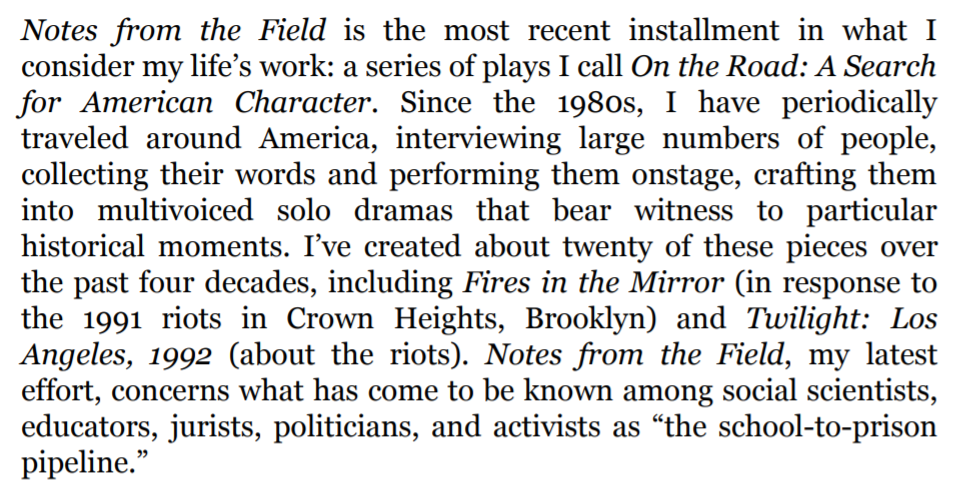 Notes from the Field is the most recent installment in what I
consider my life’s work: a series of plays I call On the Road: A Search
for American Character. Since the 1980s, I have periodically
traveled around America, interviewing large numbers of people,
collecting their words and performing them onstage, crafting them
into multivoiced solo dramas that bear witness to particular
historical moments. I’ve created about twenty of these pieces over
the past four decades, including Fires in the Mirror (in response to
the 1991 riots in Crown Heights, Brooklyn) and Twilight: Los
Angeles, 1992 (about the riots). Notes from the Field, my latest
effort, concerns what has come to be known among social scientists,
educators, jurists, politicians, and activists as “the school-to-prison
pipeline.”